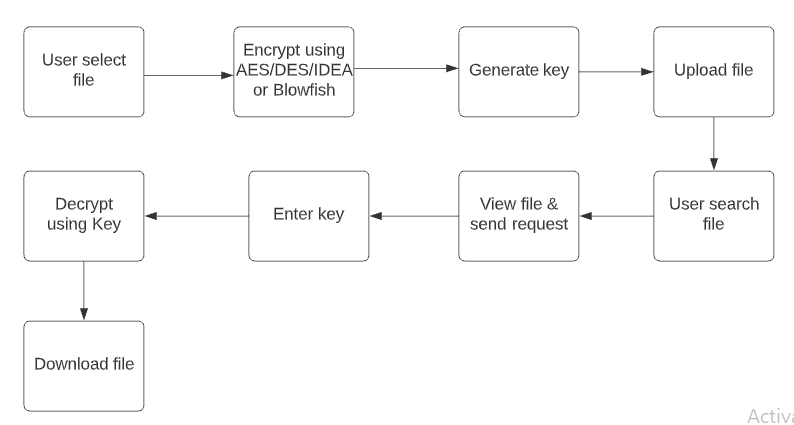 User select
file
Encrypt using
AES/DES/IDEA
or Blowfish
Generate key
Upload file
Decrypt
using Key
Enter key
View file &
send request
User search
file
Download file
Activa